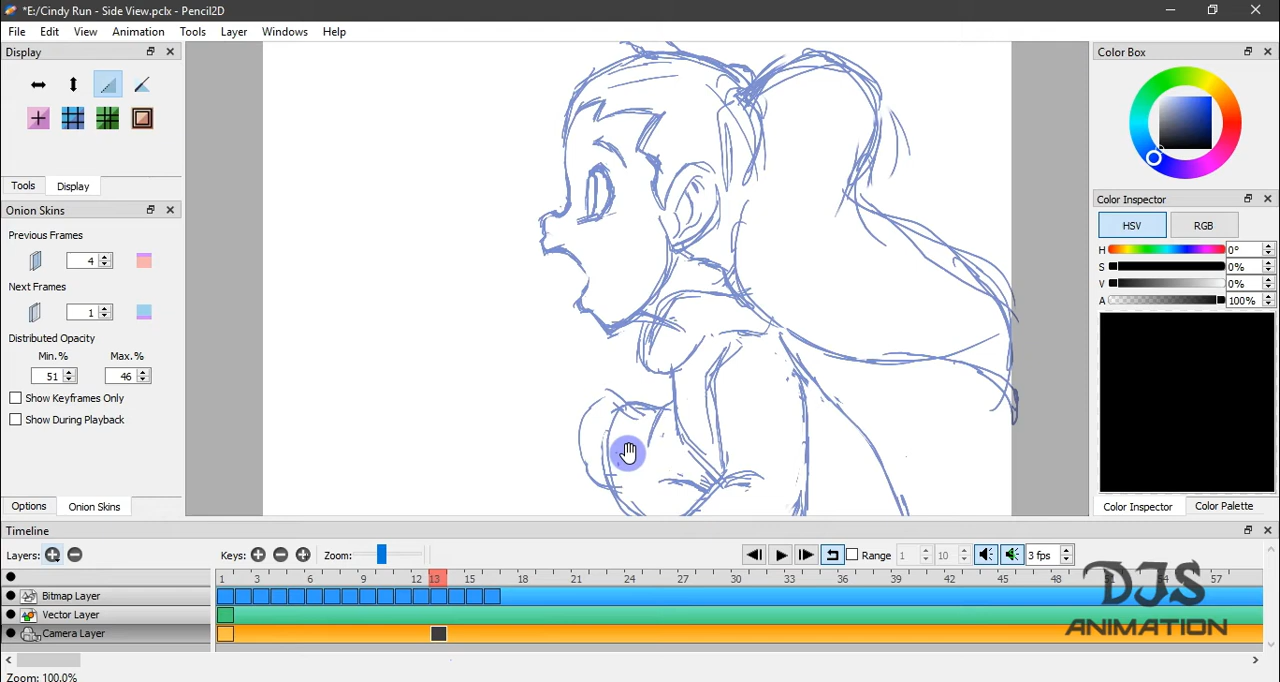 *E:/Cindy Run - Side View.pclx - Pencil2D
File Edit View Animation Tools Layer Windows Help
Display
Tools Display
Onion Skins
Previous Frames
4
Next Frames
1
Distributed Opacity
Min. % Max. %
51 46
Show Keyframes Only
Show During Playback
Options Onion Skins
Color Box
Color Inspector
HSV RGB
H 0°
S 0%
V 0%
A 100%
Color Inspector Color Palette
Timeline
Layers: Keys: Zoom: Range 1 10 3 fps
1 3 6 9 12 13 15 18 21 24 27 30 33 36 39 42 45 48 51 54 57
Bitmap Layer
Vector Layer
Camera Layer
DJS
ANIMATION
Zoom: 100.0%